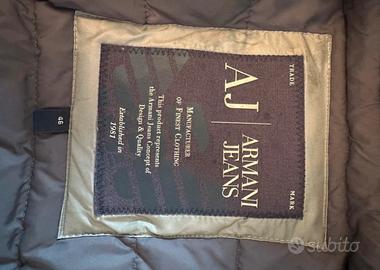 TRADE MARK
AJ | ARMANI
JEANS
MANUFACTURER
OF FINEST CLOTHING
This product represents
the Armani Jeans Concept of
Design & Quality
Established in
1981
46
subito